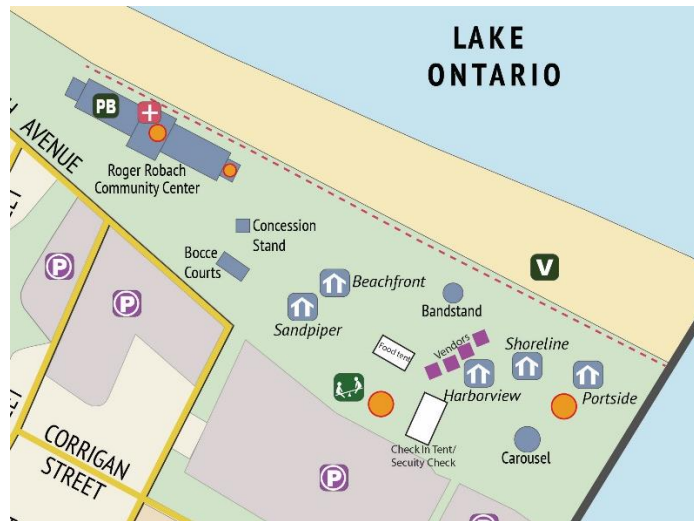 LAKE
ONTARIO
PB
AVENUE
Roger Robach
Community Center
Concession
Stand
Bocce
Courts
P
P
V
Beachfront
Sandpiper
Bandstand
Vendors
Food tent
Shoreline
Harborview
Portside
Check In Tent/
Secuity Check
Carousel
CORRIGAN
STREET
P
P